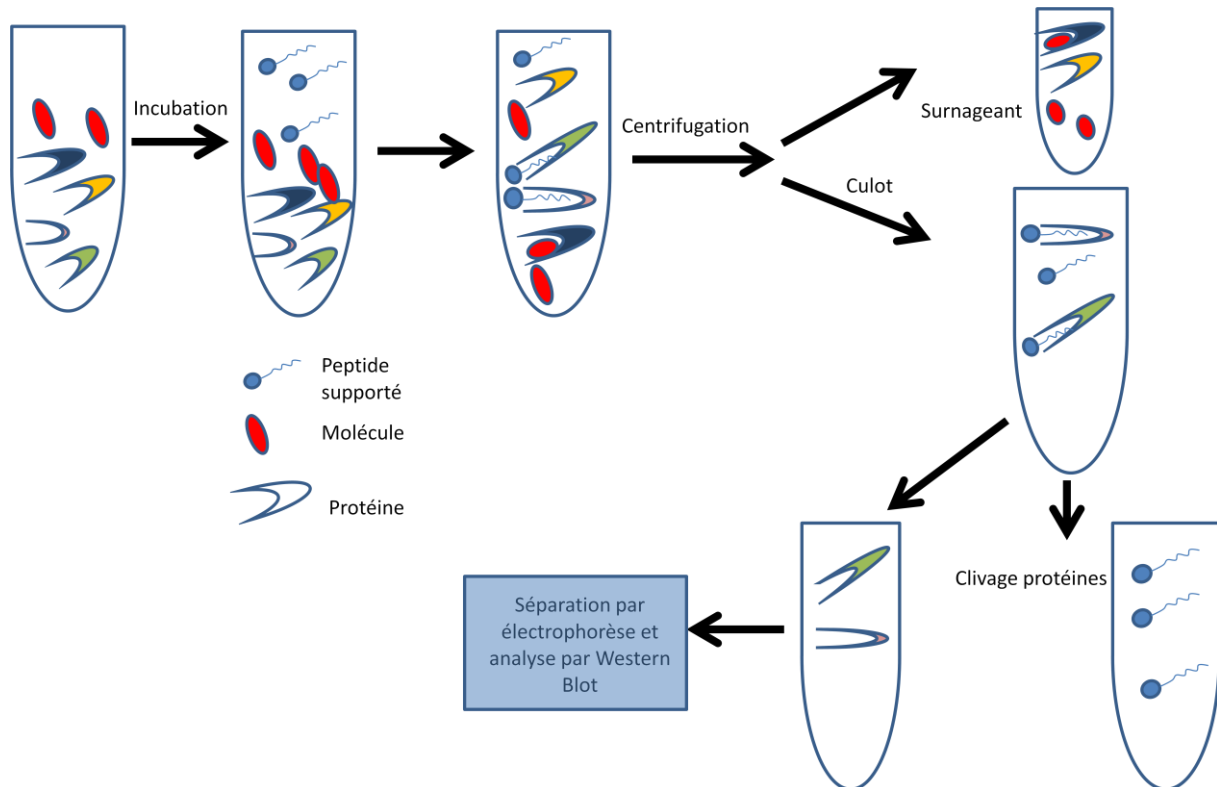 Incubation
Centrifugation
Surnageant
Culot
Peptide
supporté
Molécule
Protéine
Clivage protéines
Séparation par
électrophorèse et
analyse par Western
Blot